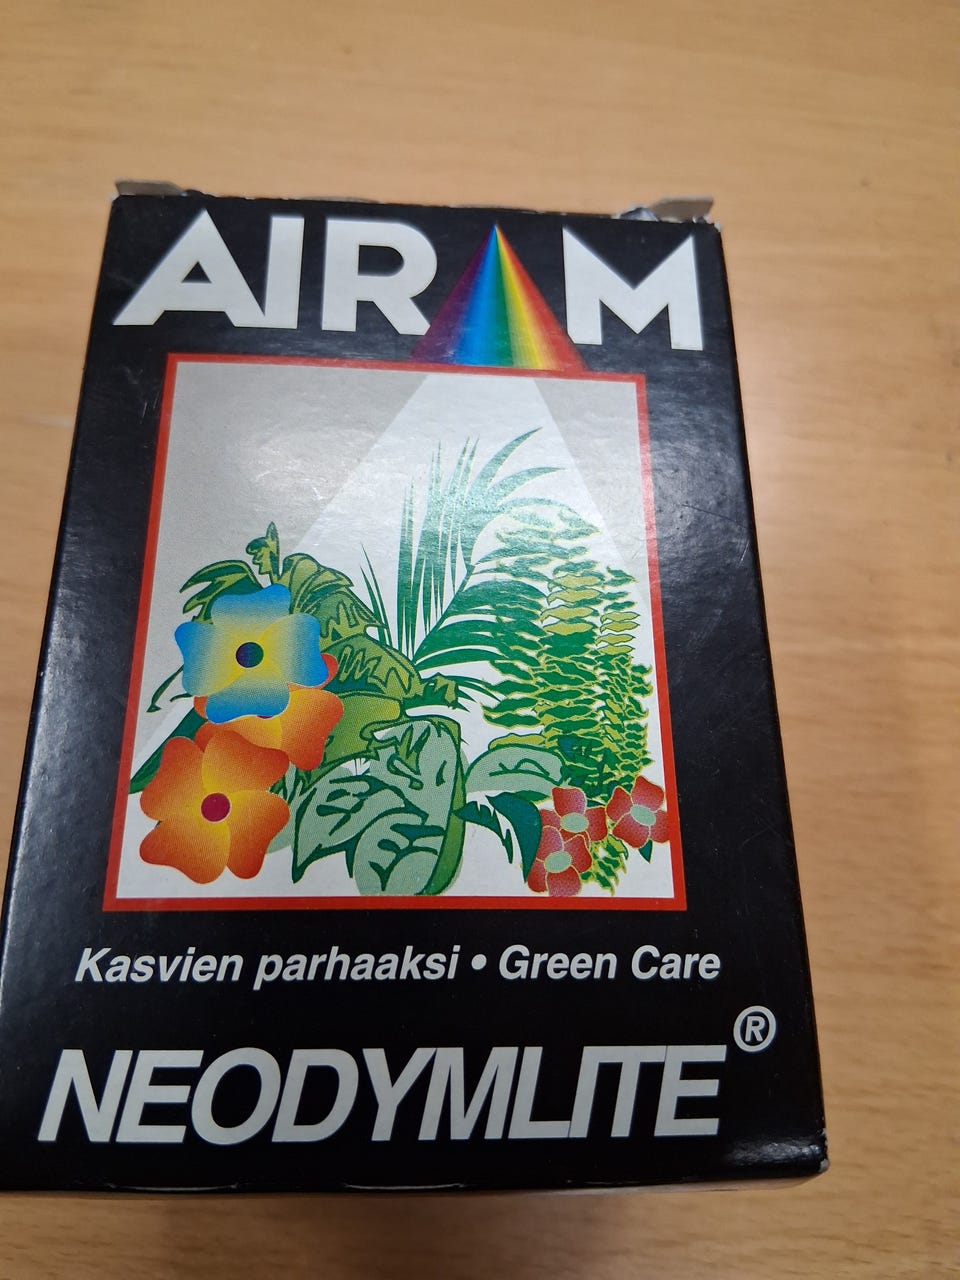 AIRAM
Kasvien parhaaksi • Green Care
NEODYMLITE®